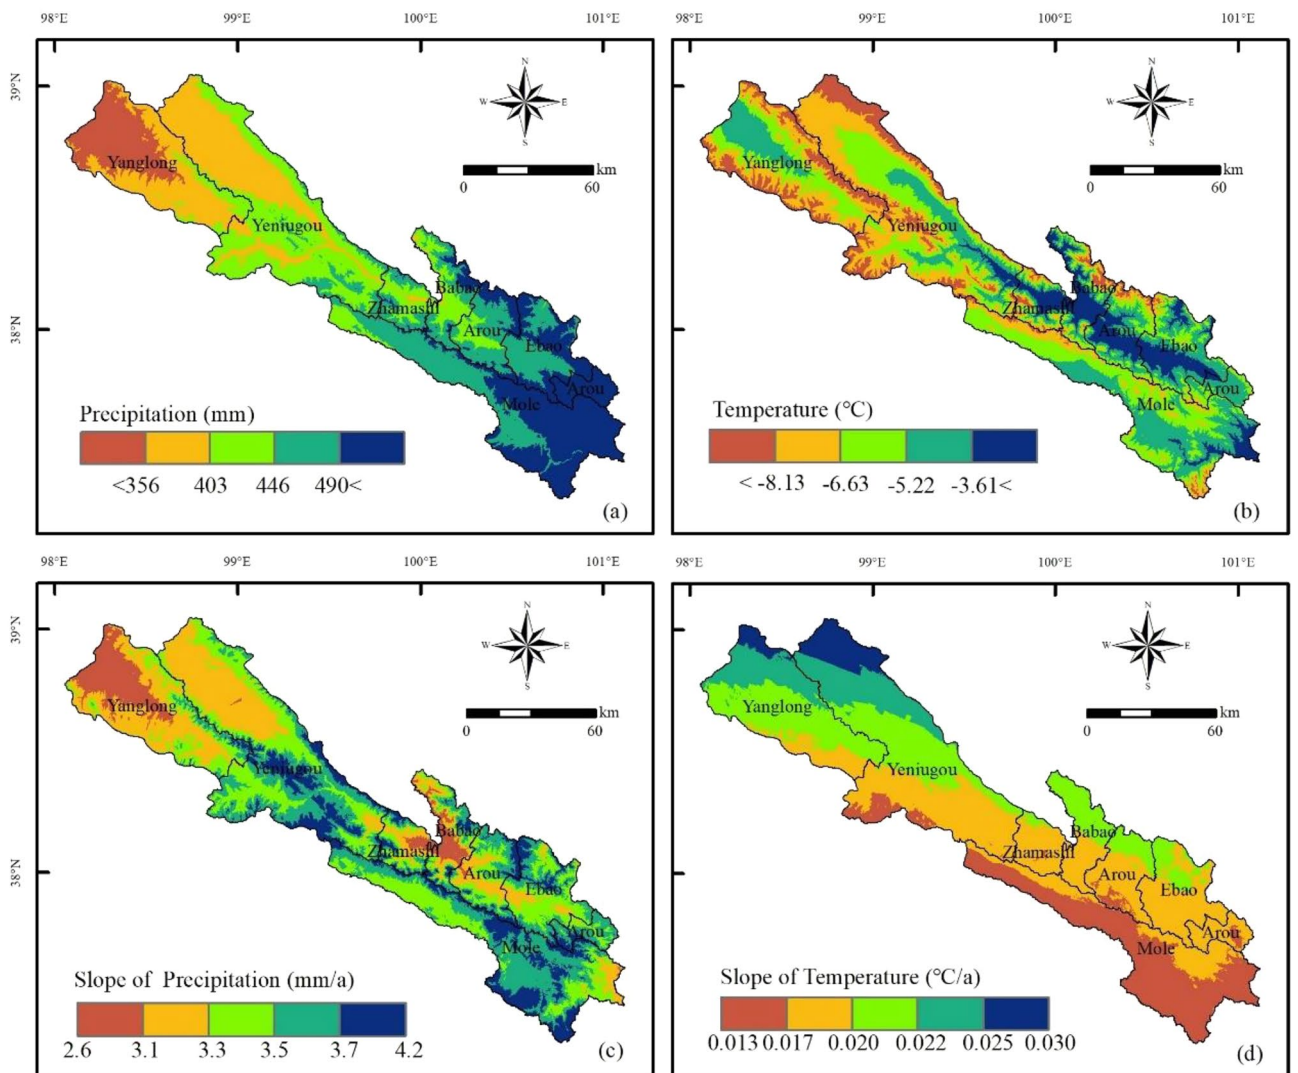 98°E 99°E 100°E 101°E 98°E 99°E 100°E 101°E
39°N
N
W E
S
km
0 60
Yanglong
Yeniugou
Babao
Zhamashi
Arou
Ebao
Arou
Mole
38°N
Precipitation (mm)
<356 403 446 490<
(a)
N
W E
S
km
0 60
Yanglong
Yeniugou
Babao
Zhamashi
Arou
Ebao
Arou
Mole
Temperature (℃)
< -8.13 -6.63 -5.22 -3.61<
(b)
98°E 99°E 100°E 101°E 98°E 99°E 100°E 101°E
39°N
N
W E
S
km
0 60
Yanglong
Yeniugou
Babao
Zhamashi
Arou
Ebao
Arou
Mole
38°N
Slope of Precipitation (mm/a)
2.6 3.1 3.3 3.5 3.7 4.2
(c)
N
W E
S
km
0 60
Yanglong
Yeniugou
Babao
Zhamashi
Arou
Ebao
Arou
Mole
Slope of Temperature (℃/a)
0.013 0.017 0.020 0.022 0.025 0.030
(d)